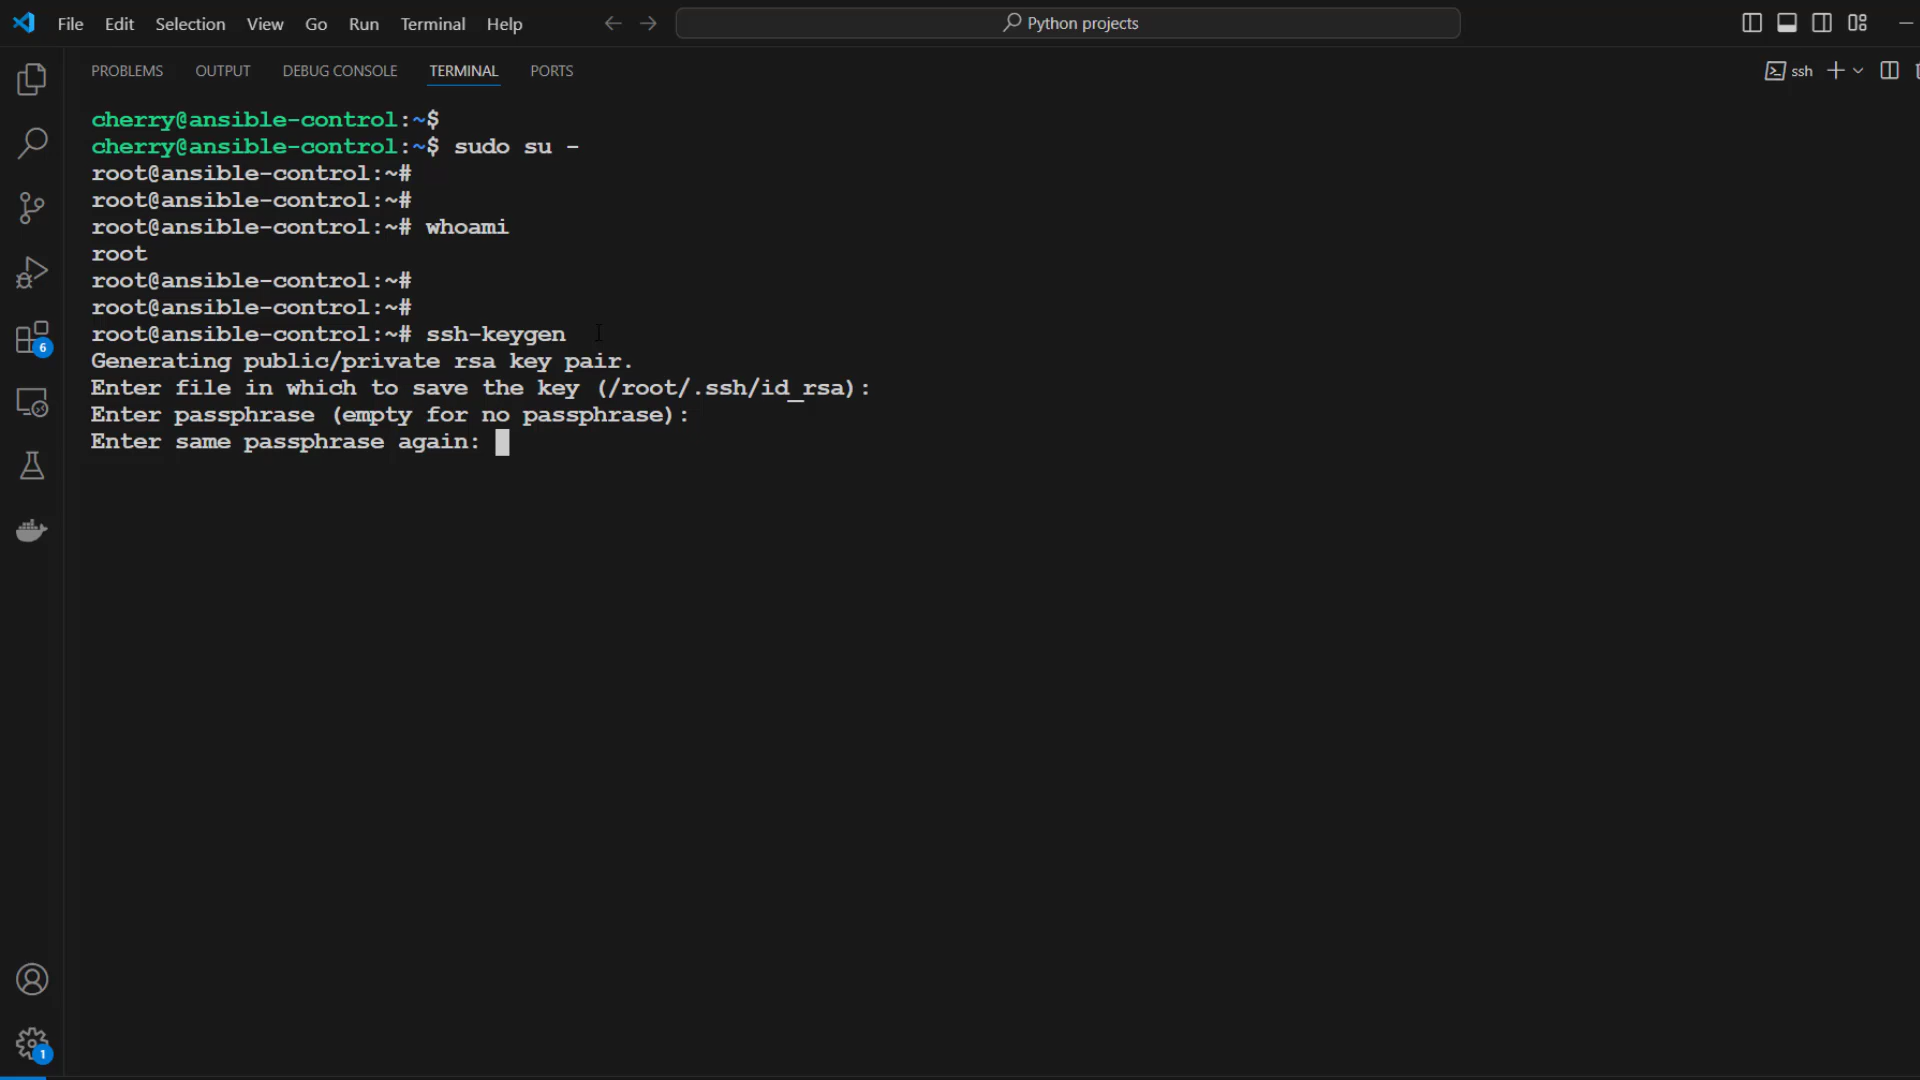 File Edit Selection View Go Run Terminal Help
Python projects
PROBLEMS OUTPUT DEBUG CONSOLE TERMINAL PORTS
ssh
cherry@ansible-control:~$
cherry@ansible-control:~$ sudo su -
root@ansible-control:~#
root@ansible-control:~#
root@ansible-control:~# whoami
root
root@ansible-control:~#
root@ansible-control:~#
root@ansible-control:~# ssh-keygen
Generating public/private rsa key pair.
Enter file in which to save the key (/root/.ssh/id_rsa):
Enter passphrase (empty for no passphrase):
Enter same passphrase again:
6
1